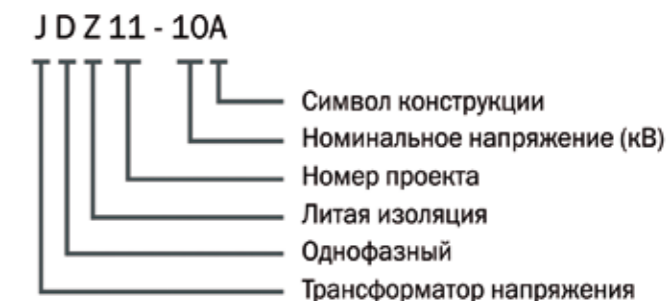 JDZ11-10A
Символ конструкции
Номинальное напряжение (кВ)
Номер проекта
Литая изоляция
Однофазный
Трансформатор напряжения